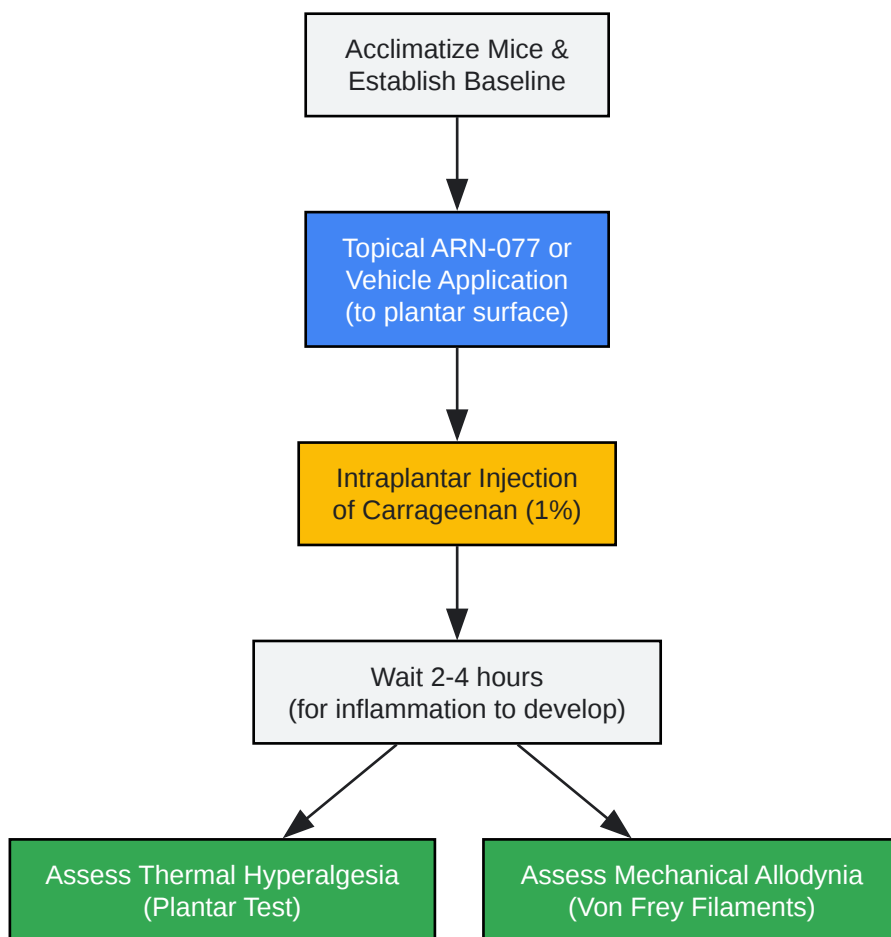 Acclimatize Mice &
Establish Baseline
Topical ARN-077 or
Vehicle Application
(to plantar surface)
Intraplantar Injection
of Carrageenan (1%)
Wait 2-4 hours
(for inflammation to develop)
Assess Thermal Hyperalgesia
(Plantar Test)
Assess Mechanical Allodynia
(Von Frey Filaments)